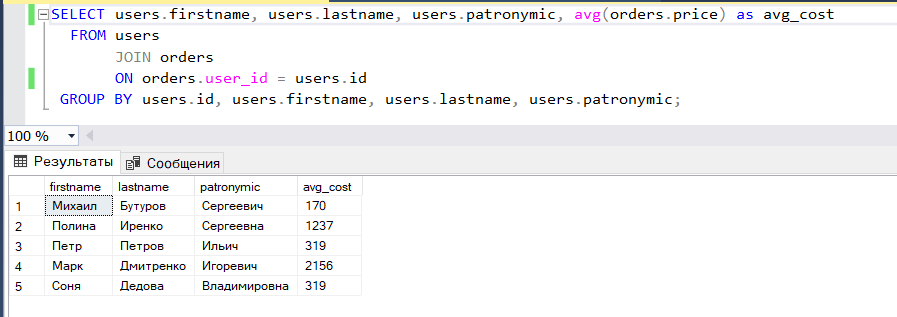 SELECT users.firstname, users.lastname, users.patronymic, avg(orders.price) as avg_cost
FROM users
JOIN orders
ON orders.user_id = users.id
GROUP BY users.id, users.firstname, users.lastname, users.patronymic;
100 %
Результаты Сообщения
firstname lastname patronymic avg_cost
1 Михаил Бутуров Сергеевич 170
2 Полина Иренко Сергеевна 1237
3 Петр Петров Ильич 319
4 Марк Дмитренко Игоревич 2156
5 Соня Дедова Владимировна 319